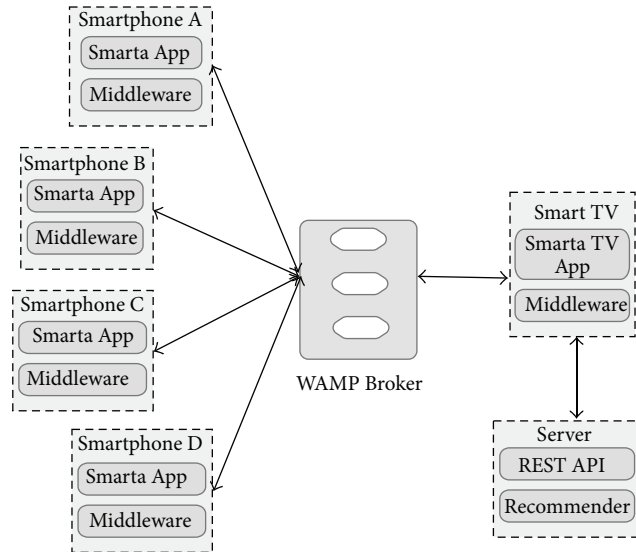 Smartphone A
Smarta App
Middleware
Smartphone B
Smarta App
Middleware
Smartphone C
Smarta App
Middleware
Smartphone D
Smarta App
Middleware
WAMP Broker
Smart TV
Smarta TV
App
Middleware
Server
REST API
Recommender